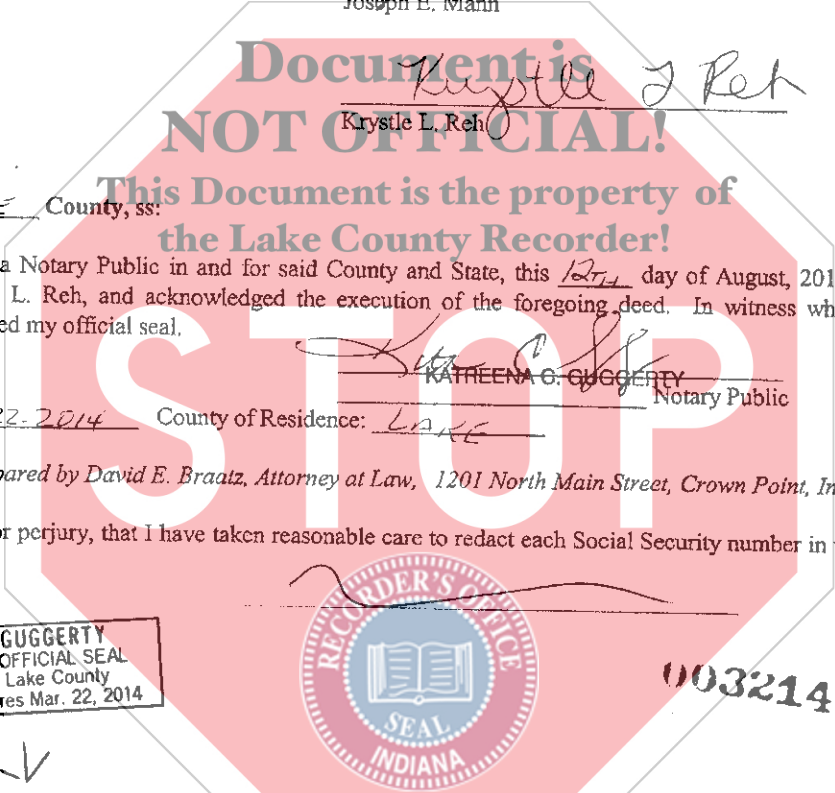 Joseph E. Mann
Document is
Krystle L Reh
Krystle L. Reh
NOT OFFICIAL!
This Document is the property of
County, ss:
the Lake County Recorder!
a Notary Public in and for said County and State, this 12TH day of August, 201
L. Reh, and acknowledged the execution of the foregoing deed. In witness wh
ed my official seal.
STOP
KATREENA C. GUGGERTY
Notary Public
22-2014 County of Residence: LAKE
pared by David E. Braatz, Attorney at Law, 1201 North Main Street, Crown Point, In
or perjury, that I have taken reasonable care to redact each Social Security number in
RECORDER'S OFFICE
SEAL
INDIANA
GUGGERTY
OFFICIAL SEAL
Lake County
res Mar. 22, 2014
003214